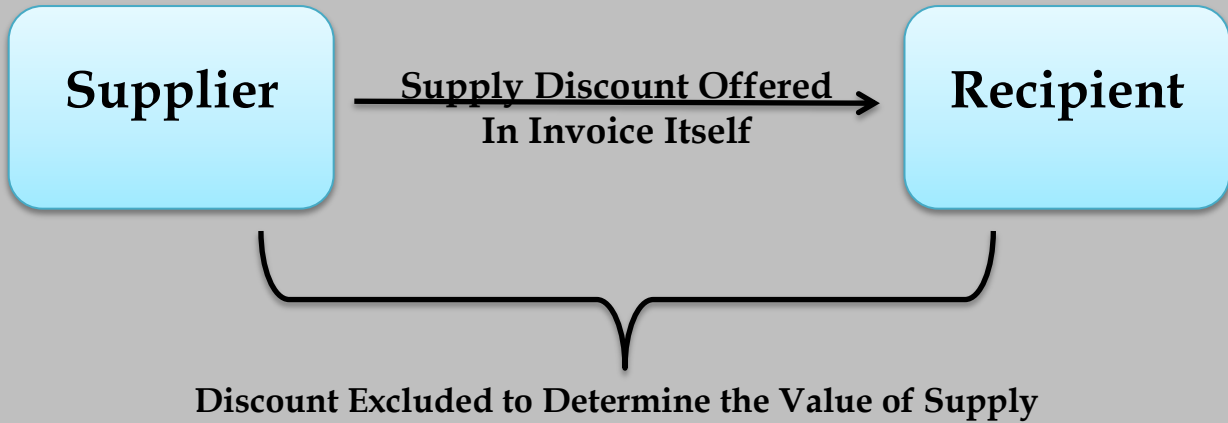 Supplier
Supply Discount Offered
In Invoice Itself
Recipient
Discount Excluded to Determine the Value of Supply